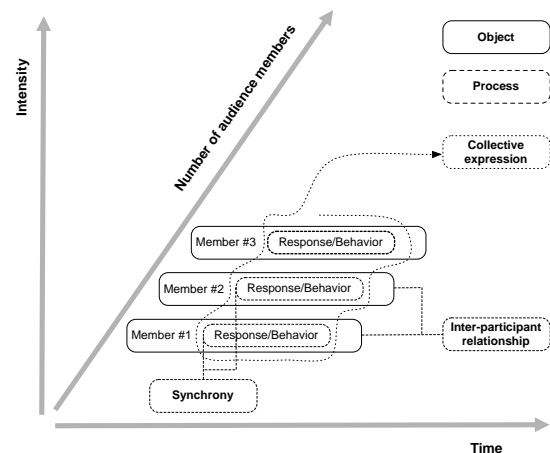 Intensity
Number of audience members
Object
Process
Collective
expression
Member #3 Response/Behavior
Member #2 Response/Behavior
Member #1 Response/Behavior
Inter-participant
relationship
Synchrony
Time